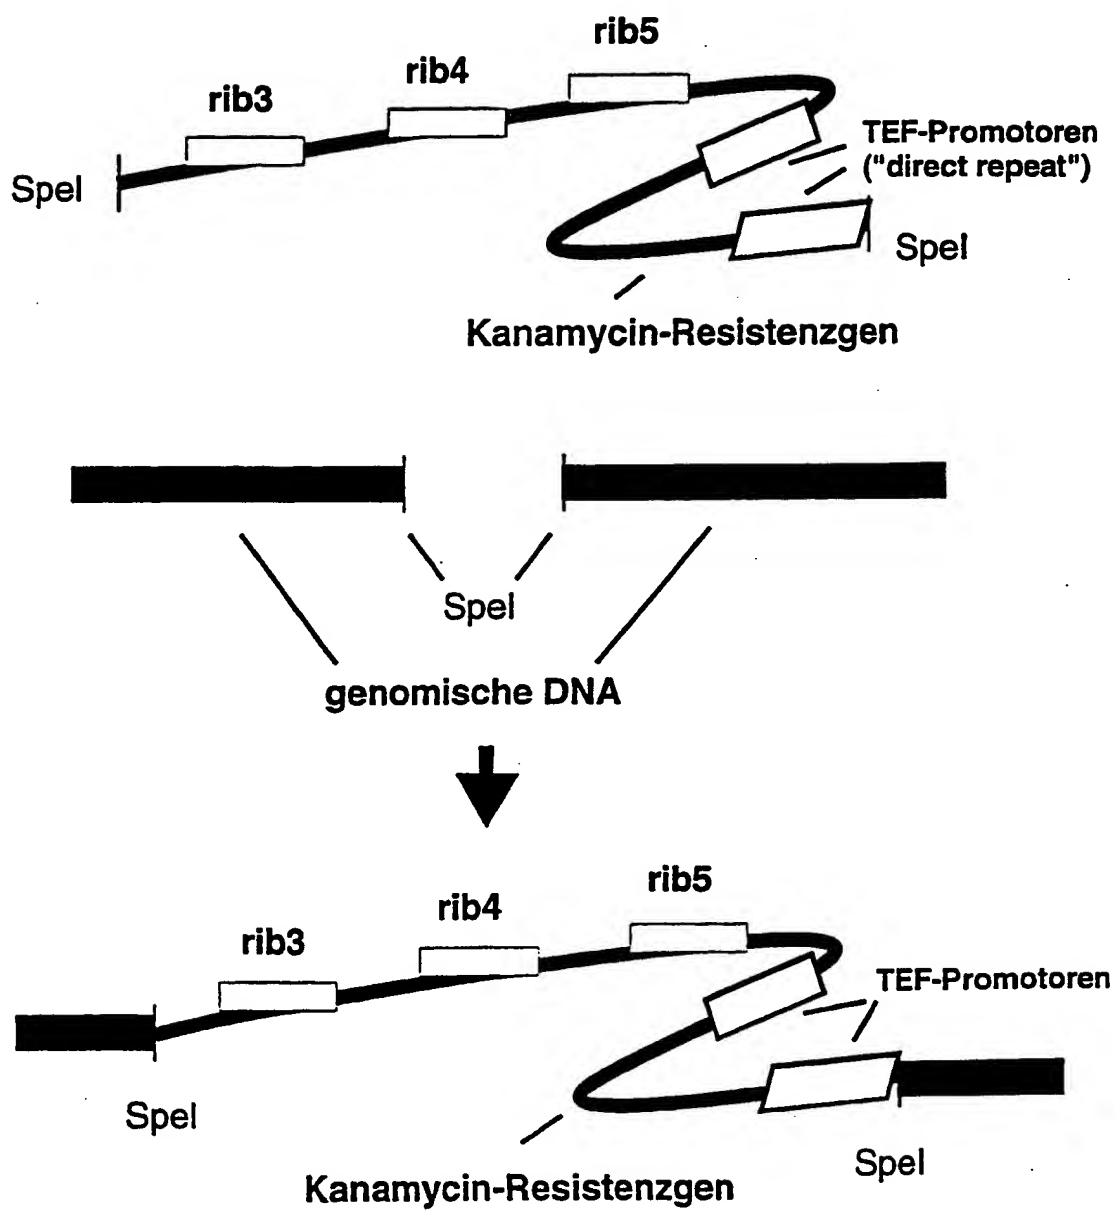 rib5
rib4
rib3
TEF-Promotoren
("direct repeat")
SpeI
SpeI
Kanamycin-Resistenzgen
SpeI
genomische DNA
rib5
rib4
rib3
TEF-Promotoren
SpeI
SpeI
Kanamycin-Resistenzgen